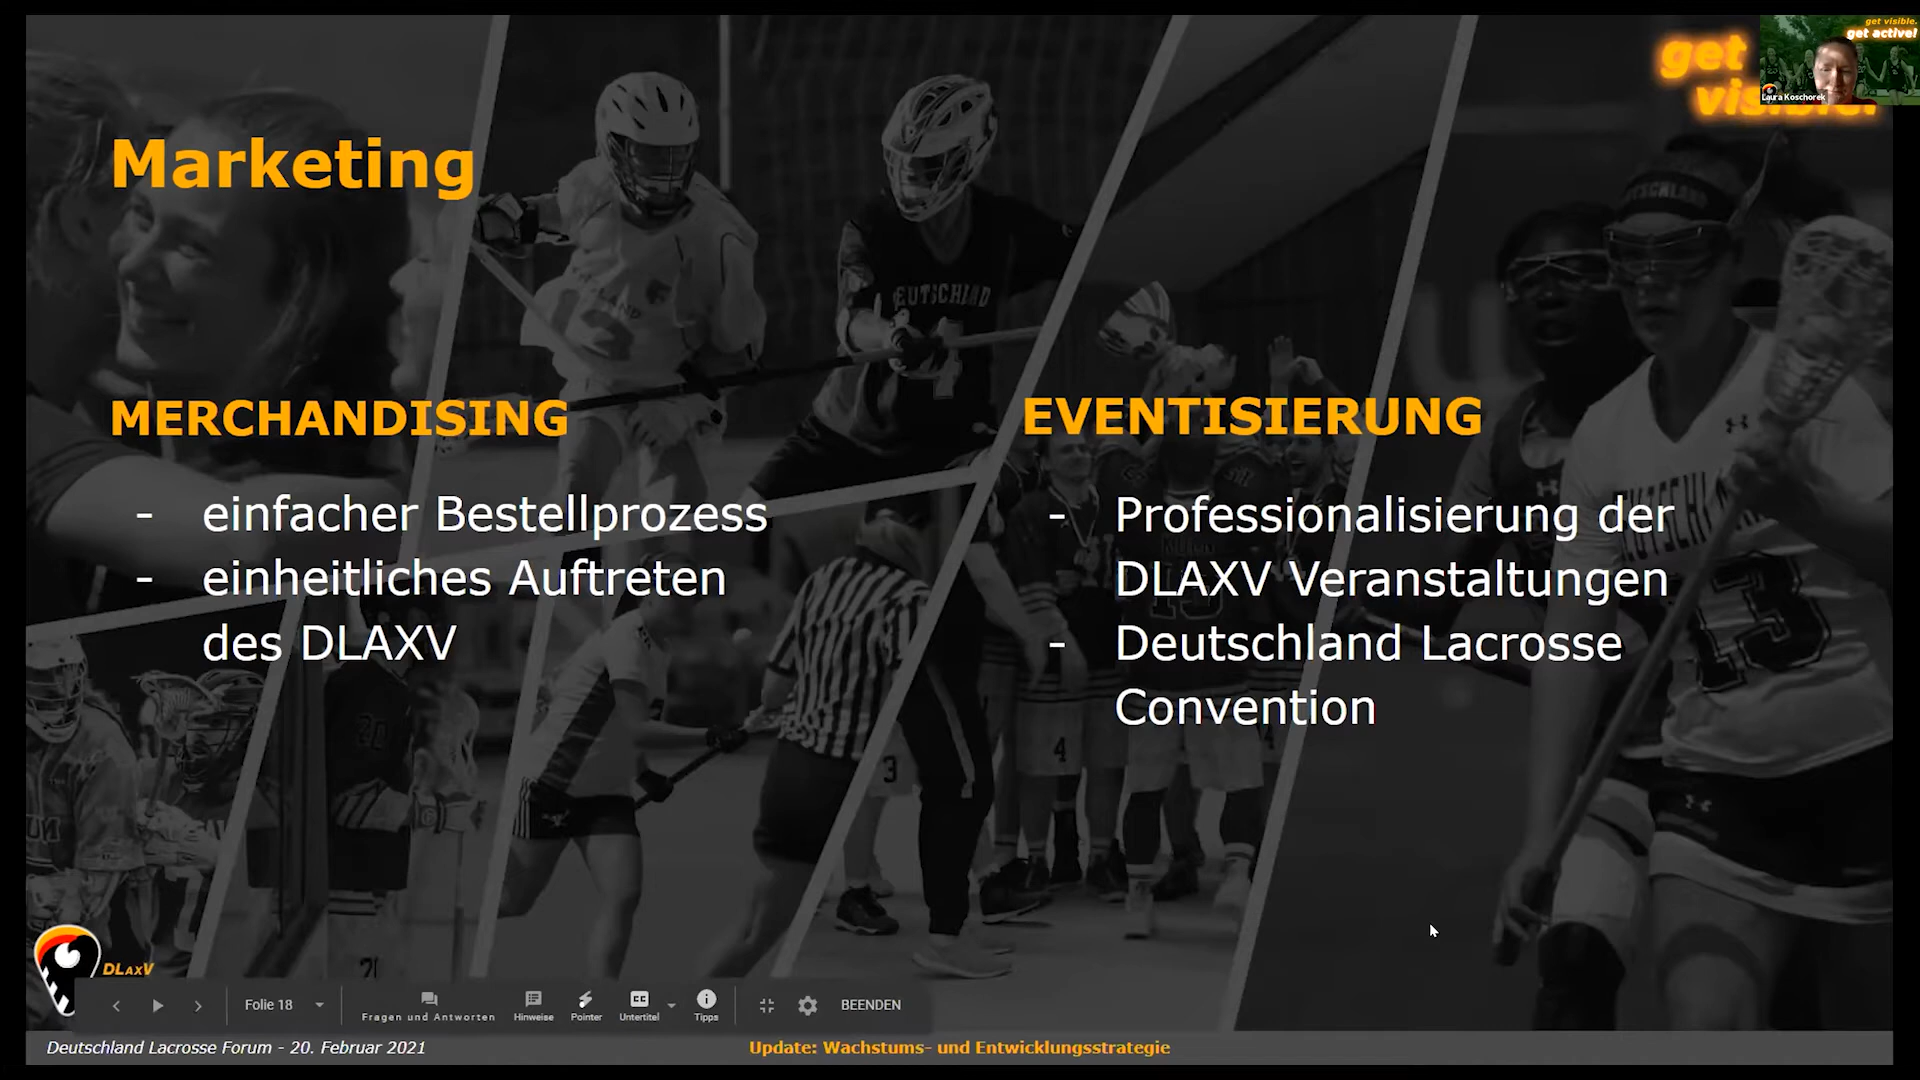 get visible.
get active!
get
Laura Koschorek
Marketing
MERCHANDISING
- einfacher Bestellprozess
- einheitliches Auftreten
des DLAXV
EVENTISIERUNG
- Professionalisierung der
DLAXV Veranstaltungen
- Deutschland Lacrosse
Convention
DLAXV
Folie 18
Fragen und Antworten
Hinweise
Pointer
Untertitel
Tipps
BEENDEN
Deutschland Lacrosse Forum - 20. Februar 2021
Update: Wachstums- und Entwicklungsstrategie